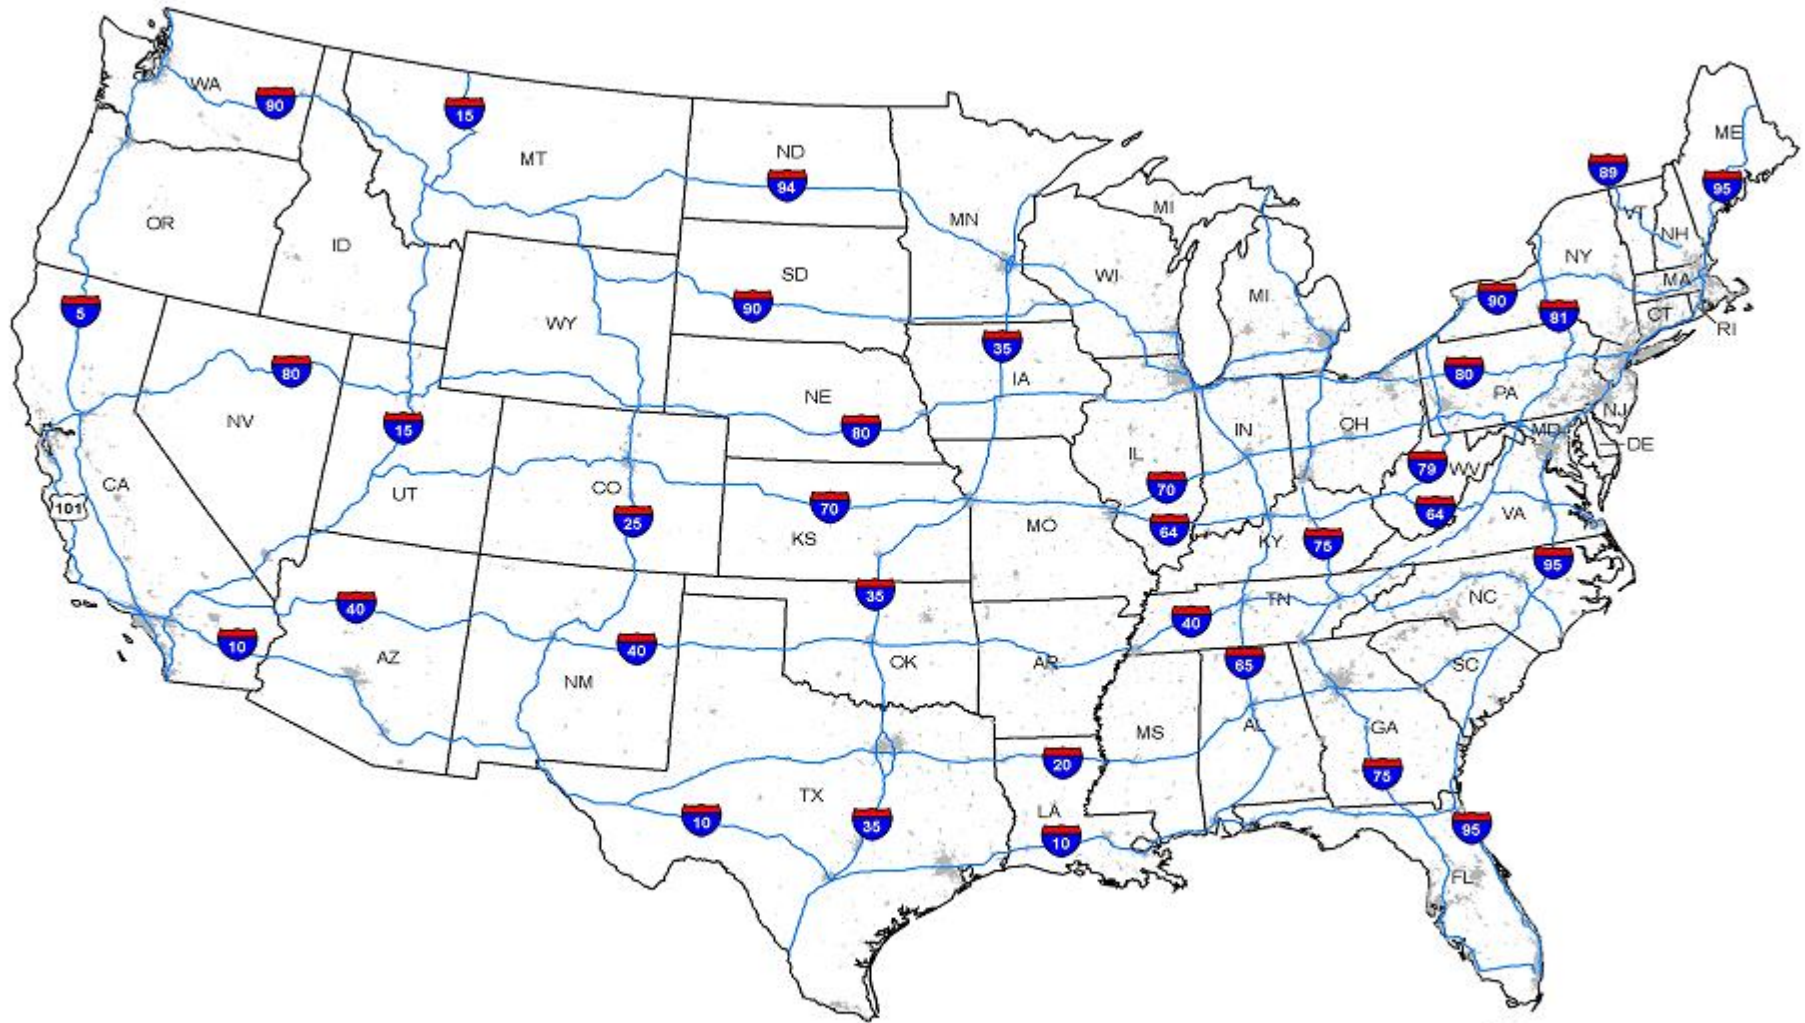 WA
90
15
MT
ND
94
ME
89
95
OR
ID
MN
MI
VT
NH
NY
5
WY
SD
90
WI
MI
90
81
MA
CT
RI
35
80
NV
15
NE
80
IA
80
PA
NJ
MD
DE
IL
IN
OH
CA
101
UT
CO
25
70
KS
MO
70
64
79
WV
64
VA
KY
75
95
40
10
AZ
NM
40
35
OK
AR
40
TN
NC
65
SC
MS
AL
GA
20
75
TX
10
35
LA
10
95
FL